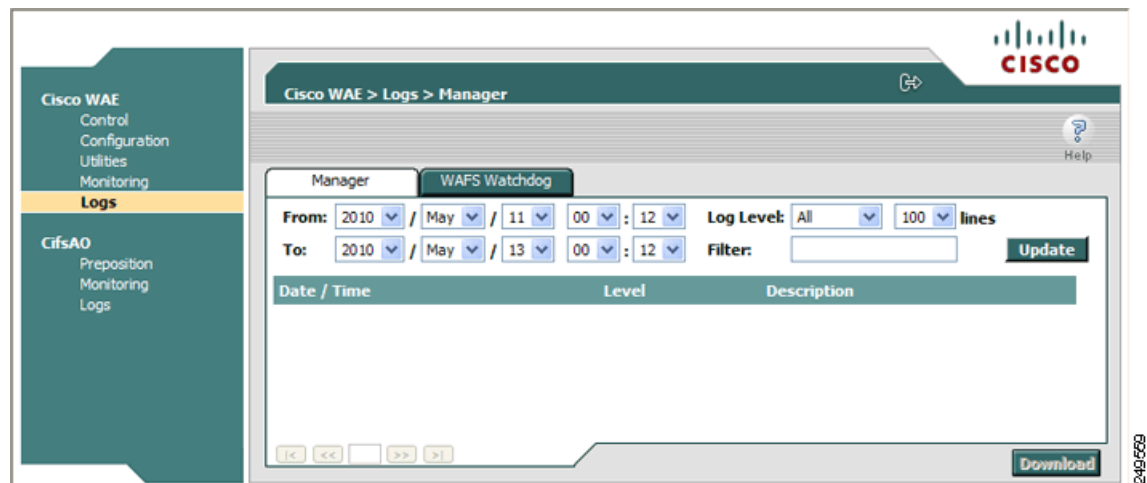 CISCO
Cisco WAE
Control
Configuration
Utilities
Monitoring
Logs
CifsAO
Preposition
Monitoring
Logs
Cisco WAE > Logs > Manager
Help
Manager WAFS Watchdog
From: 2010 / May / 11 00 : 12 Log Level: All 100 lines
To: 2010 / May / 13 00 : 12 Filter: Update
Date / Time Level Description
|< << >> >|
Download
249559